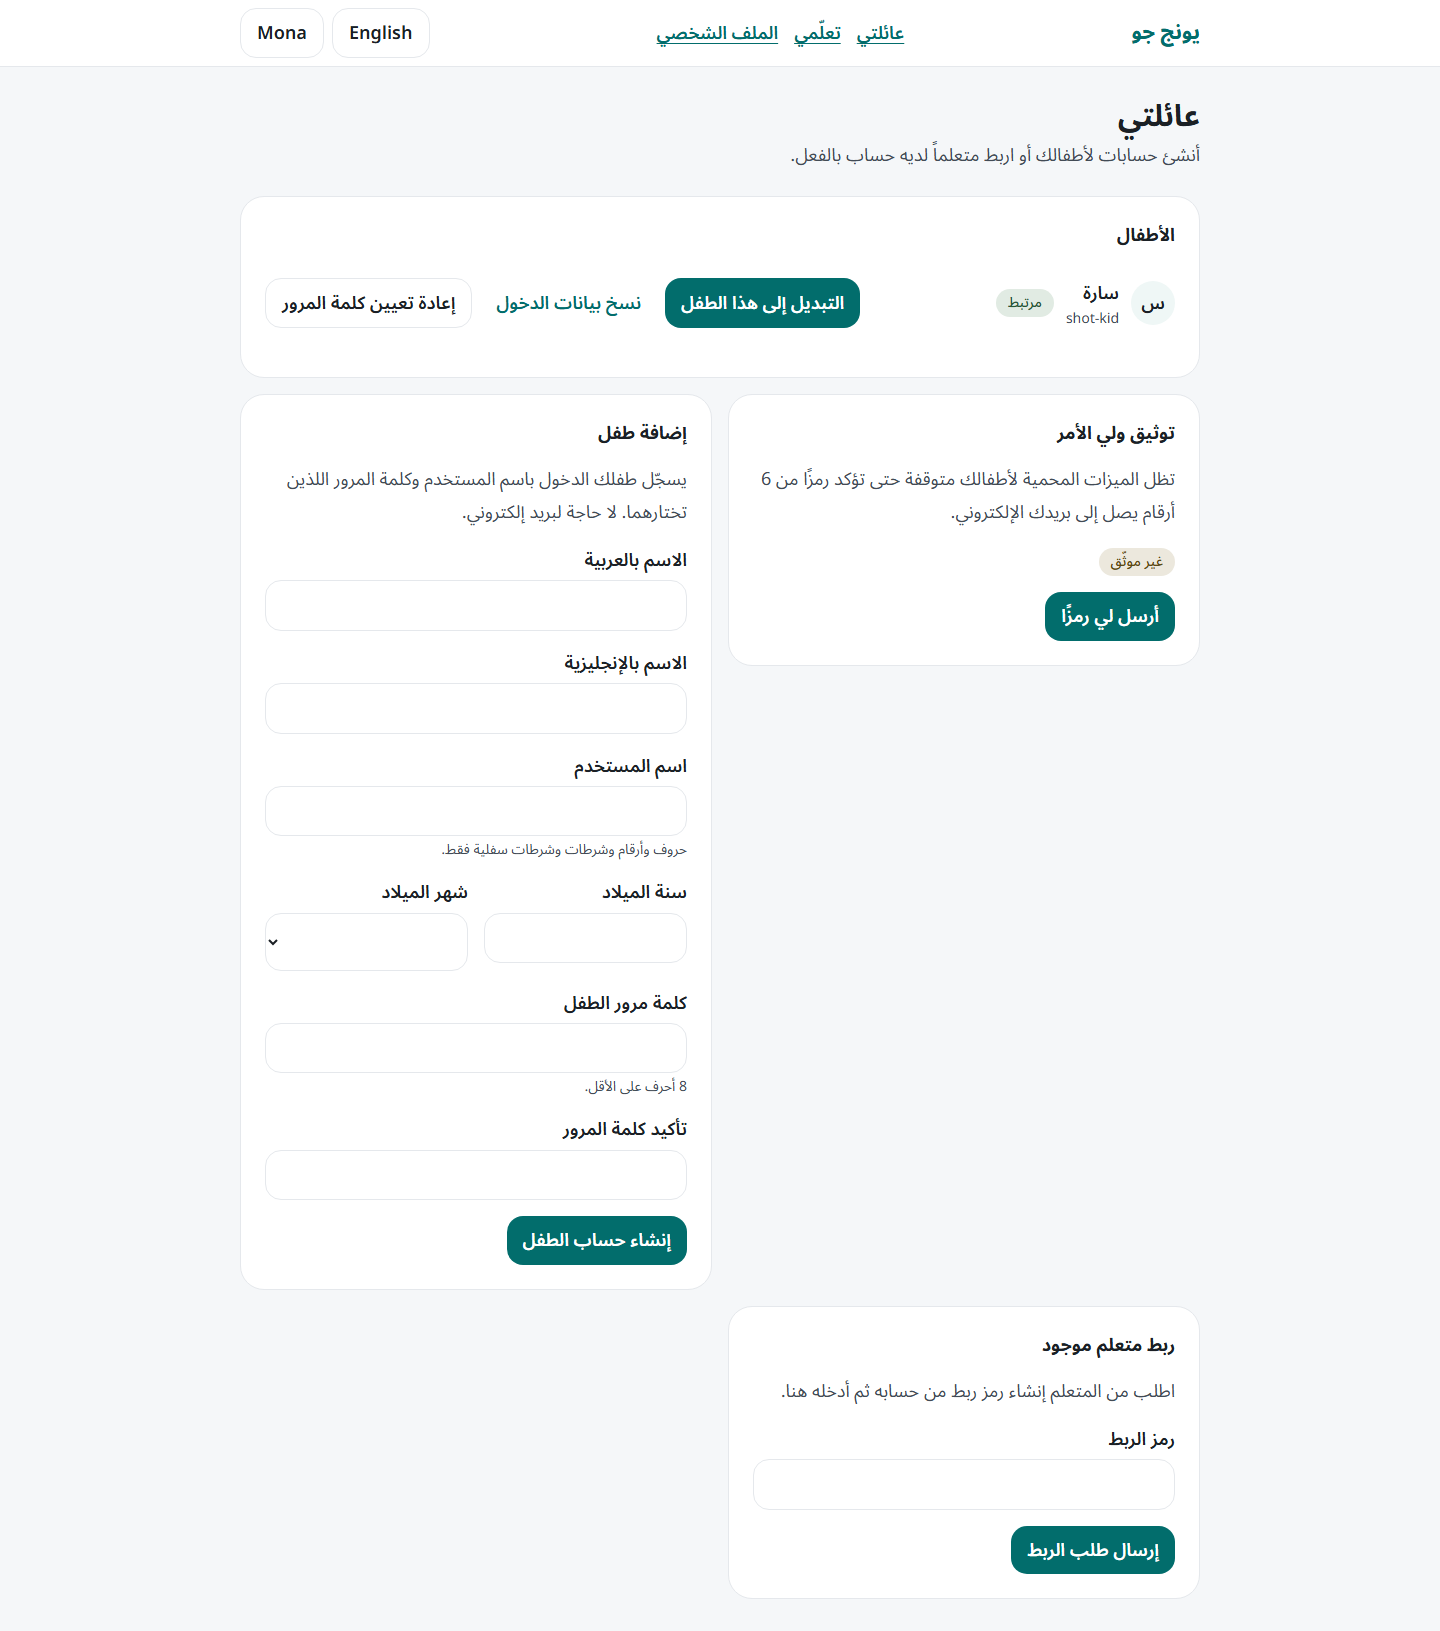 يونج جو
عائلتي
تعلّمي
الملف الشخصي
English
Mona
عائلتي
أنشئ حسابات لأطفالك أو اربط متعلماً لديه حساب بالفعل.
الأطفال
س
سارة
shot-kid
مرتبط
التبديل إلى هذا الطفل
نسخ بيانات الدخول
إعادة تعيين كلمة المرور
توثيق ولي الأمر
تظل الميزات المحمية لأطفالك متوقفة حتى تؤكد رمزًا من 6
أرقام يصل إلى بريدك الإلكتروني.
غير موثّق
أرسل لي رمزًا
إضافة طفل
يسجّل طفلك الدخول باسم المستخدم وكلمة المرور اللذين
تختارهما. لا حاجة لبريد إلكتروني.
الاسم بالعربية
الاسم بالإنجليزية
اسم المستخدم
حروف وأرقام وشرطات وشرطات سفلية فقط.
سنة الميلاد
شهر الميلاد
كلمة مرور الطفل
8 أحرف على الأقل.
تأكيد كلمة المرور
إنشاء حساب الطفل
ربط متعلم موجود
اطلب من المتعلم إنشاء رمز ربط من حسابه ثم أدخله هنا.
رمز الربط
إرسال طلب الربط